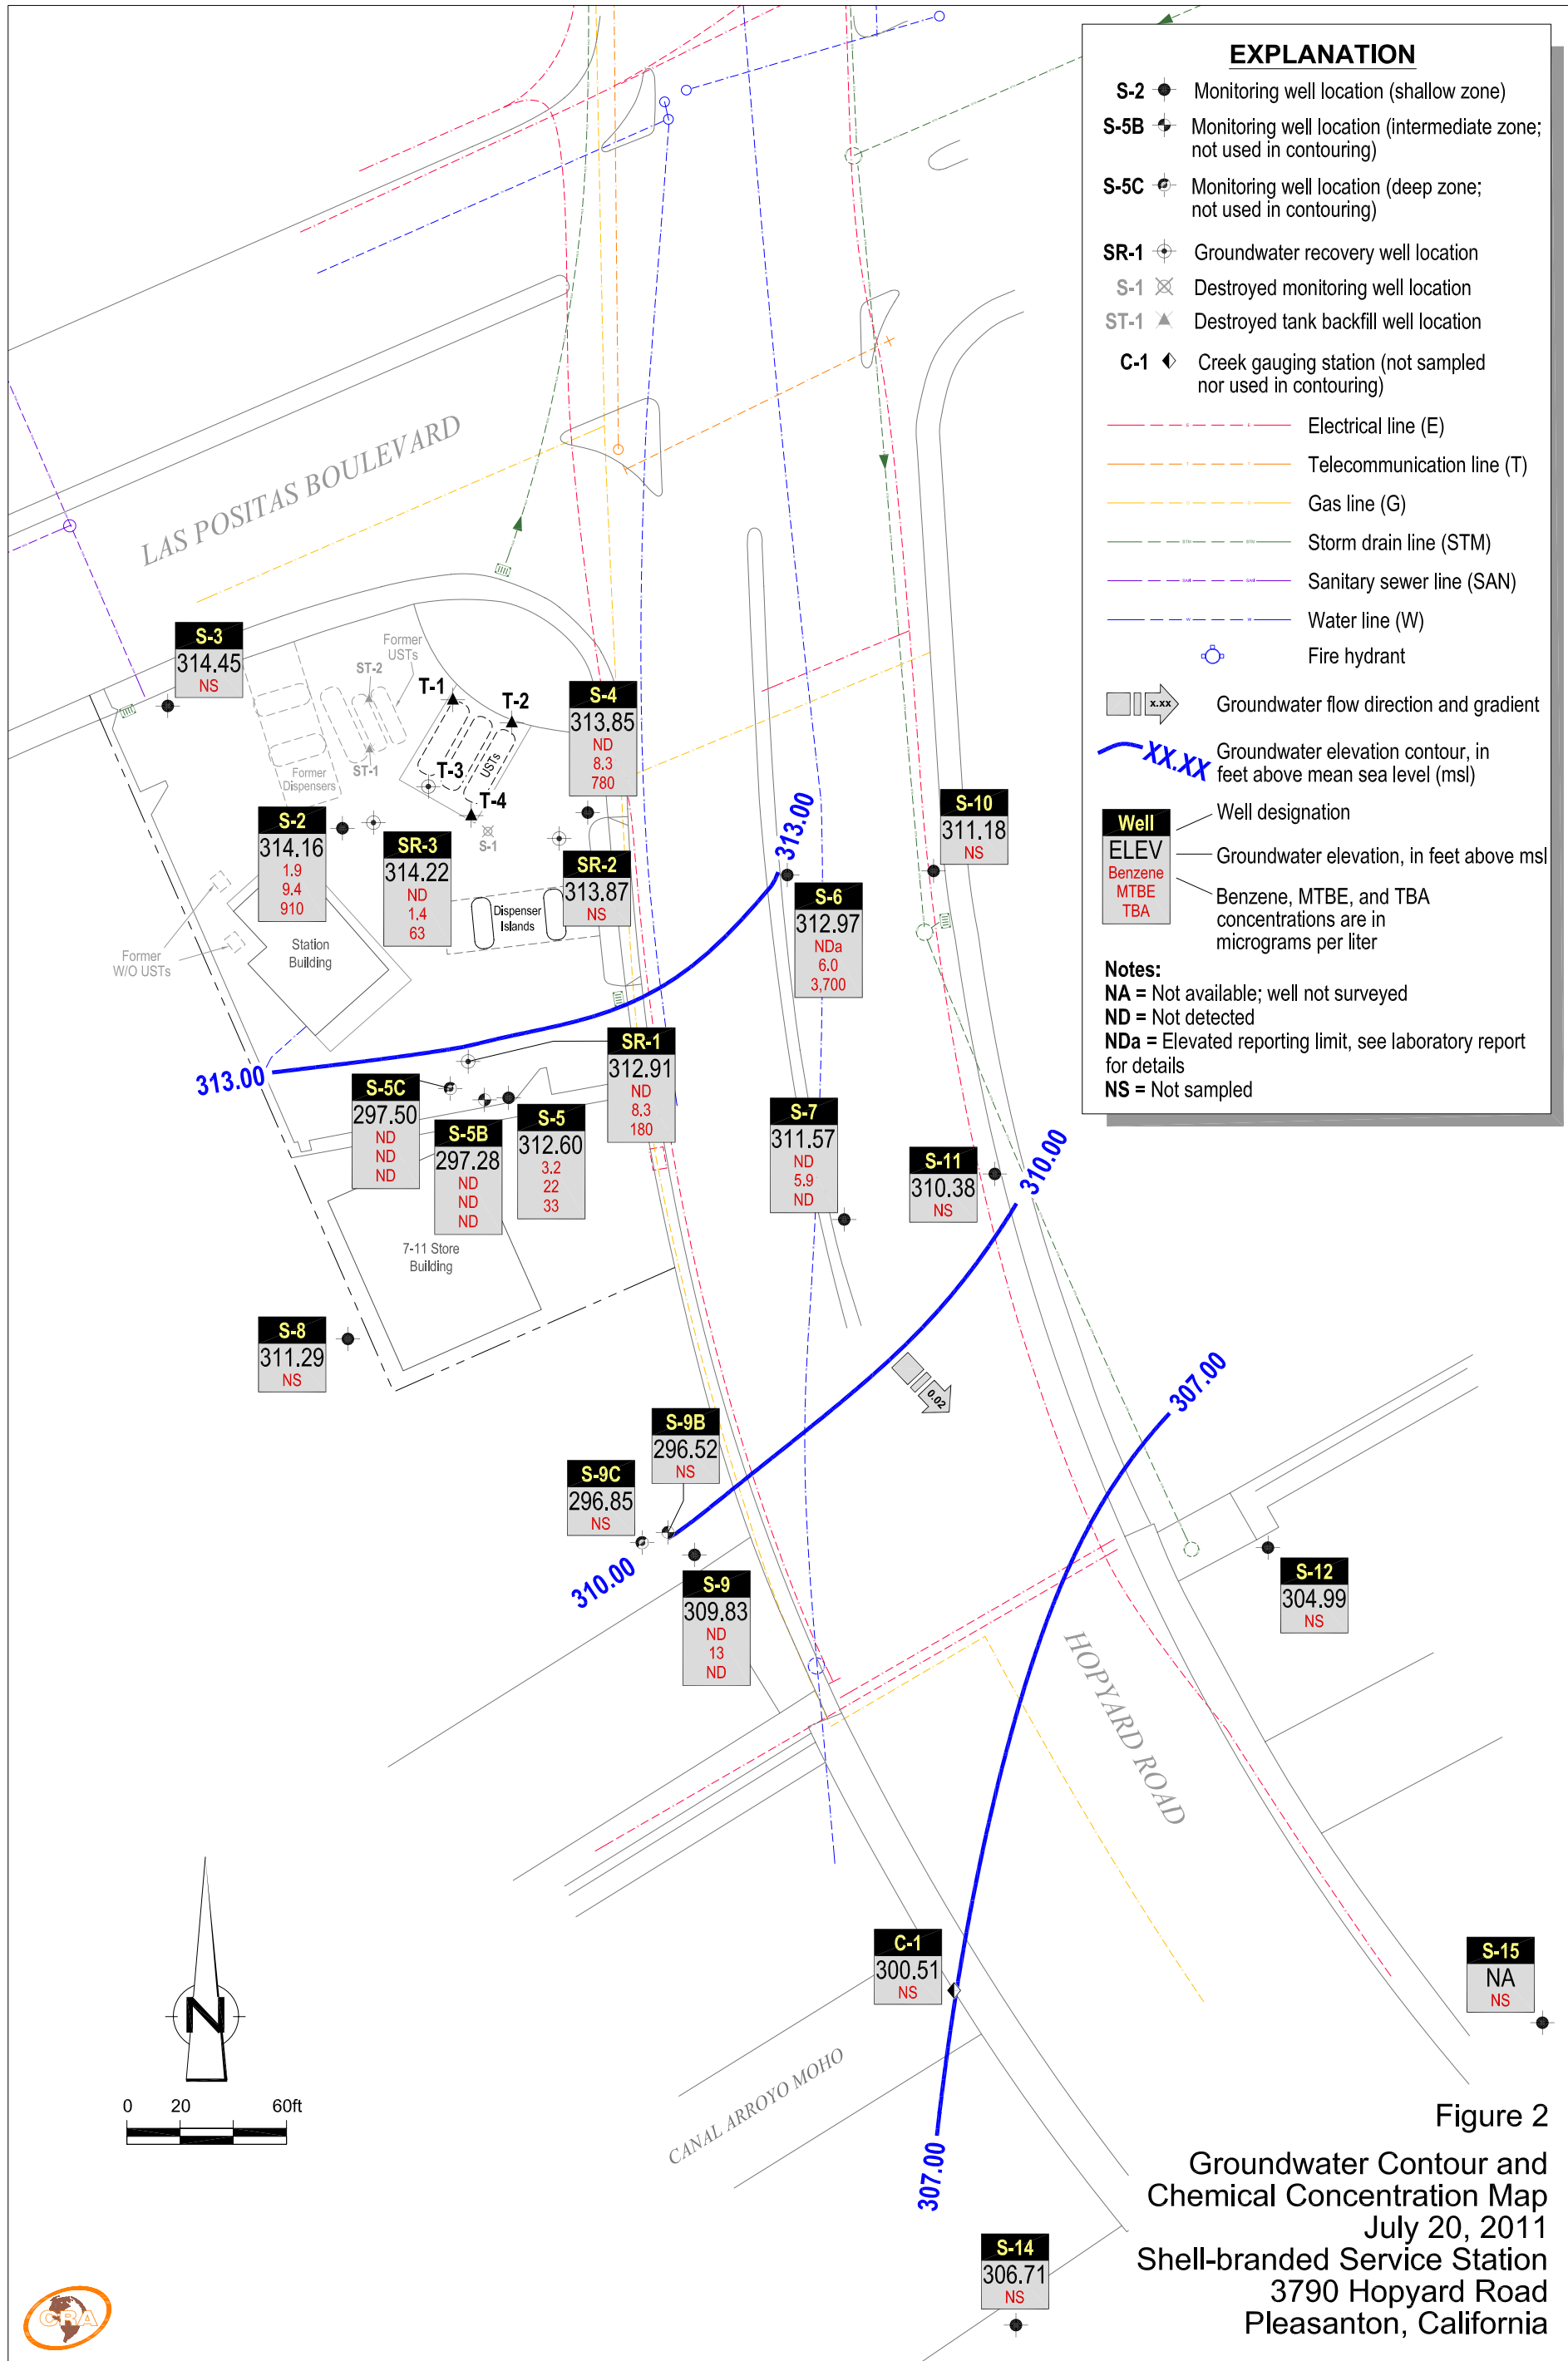 EXPLANATION
S-2 Monitoring well location (shallow zone)
S-5B Monitoring well location (intermediate zone;
not used in contouring)
S-5C Monitoring well location (deep zone;
not used in contouring)
SR-1 Groundwater recovery well location
S-1 Destroyed monitoring well location
ST-1 Destroyed tank backfill well location
C-1 Creek gauging station (not sampled
nor used in contouring)
Electrical line (E)
Telecommunication line (T)
Gas line (G)
Storm drain line (STM)
Sanitary sewer line (SAN)
Water line (W)
Fire hydrant
x.xx Groundwater flow direction and gradient
XX.XX Groundwater elevation contour, in
feet above mean sea level (msl)
Well
ELEV
Benzene
MTBE
TBA
Well designation
Groundwater elevation, in feet above msl
Benzene, MTBE, and TBA
concentrations are in
micrograms per liter
Notes:
NA = Not available; well not surveyed
ND = Not detected
NDa = Elevated reporting limit, see laboratory report
for details
NS = Not sampled
LAS POSITAS BOULEVARD
S-3
314.45
NS
Former
USTs
ST-2
ST-1
Former
Dispensers
T-1
T-2
T-3
T-4
USTs
S-1
S-4
313.85
ND
8.3
780
S-2
314.16
1.9
9.4
910
SR-3
314.22
ND
1.4
63
SR-2
313.87
NS
Dispenser
Islands
Station
Building
Former
W/O USTs
313.00
S-6
312.97
NDa
6.0
3,700
S-10
311.18
NS
313.00
SR-1
312.91
ND
8.3
180
S-5C
297.50
ND
ND
ND
S-5B
297.28
ND
ND
ND
S-5
312.60
3.2
22
33
7-11 Store
Building
S-7
311.57
ND
5.9
ND
S-11
310.38
NS
310.00
S-8
311.29
NS
0.02
307.00
S-9B
296.52
NS
S-9C
296.85
NS
310.00
S-9
309.83
ND
13
ND
S-12
304.99
NS
HOPYARD ROAD
C-1
300.51
NS
S-15
NA
NS
CANAL ARROYO MOHO
307.00
S-14
306.71
NS
N
0 20 60ft
CRA
Figure 2
Groundwater Contour and
Chemical Concentration Map
July 20, 2011
Shell-branded Service Station
3790 Hopyard Road
Pleasanton, California